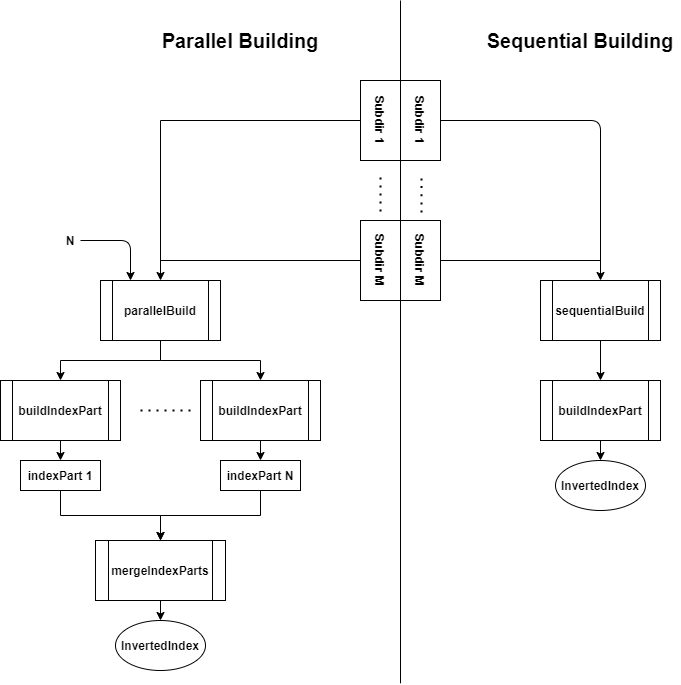 Parallel Building
Sequential Building
Subdir 1
Subdir 1
Subdir M
Subdir M
N
parallelBuild
sequentialBuild
buildIndexPart
buildIndexPart
buildIndexPart
indexPart 1
indexPart N
InvertedIndex
mergeIndexParts
InvertedIndex